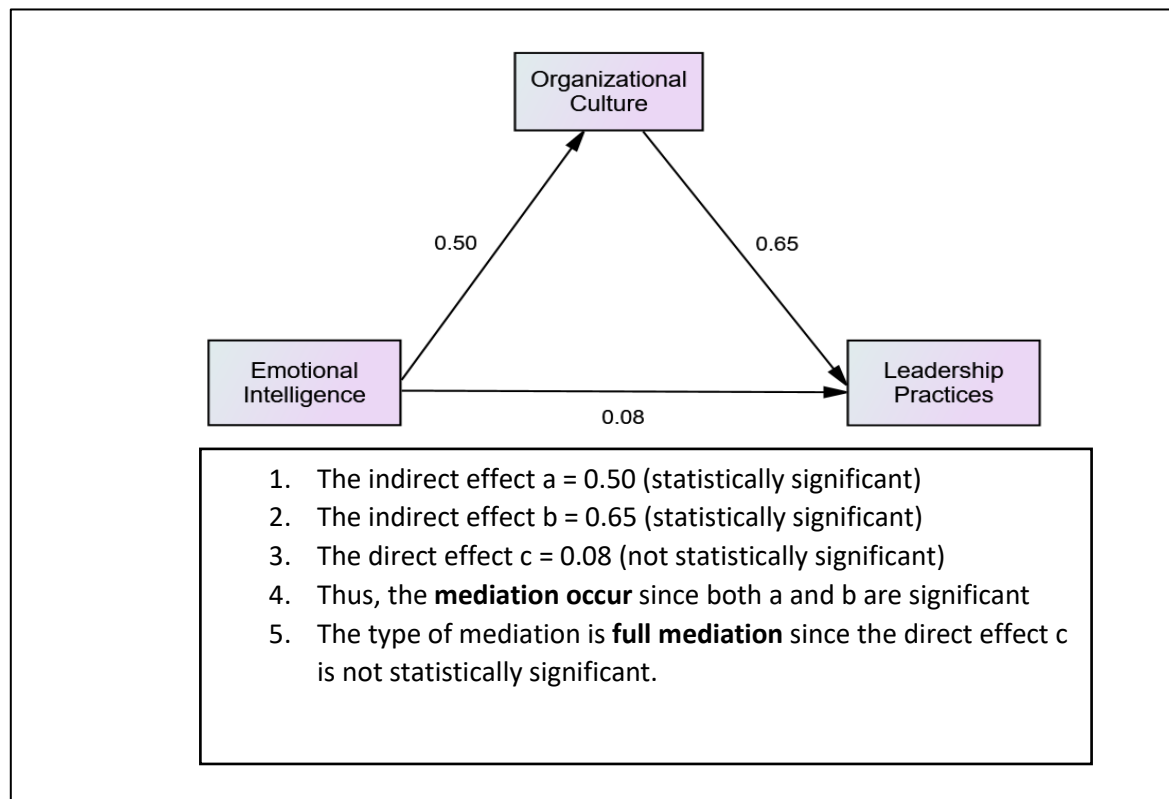 Organizational
Culture
0.50
0.65
Emotional
Intelligence
Leadership
Practices
0.08
1. The indirect effect a = 0.50 (statistically significant)
2. The indirect effect b = 0.65 (statistically significant)
3. The direct effect c = 0.08 (not statistically significant)
4. Thus, the mediation occur since both a and b are significant
5. The type of mediation is full mediation since the direct effect c
is not statistically significant.